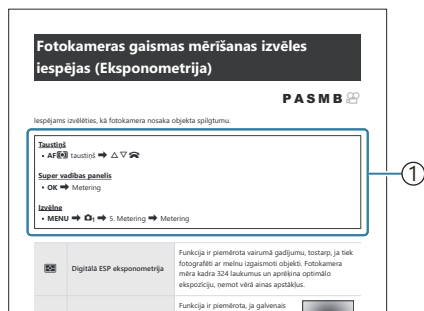 Fotokameras gaismas mērīšanas izvēles
iespējas (Eksponometrija)
PASMB
Iespējams izvēlēties, kā fotokamera nosaka objekta spilgtumu.
Taustiņš
• AF taustiņš ➡ △ ▽
Super vadības panelis
• OK ➡ Metering
Izvēlne
• MENU ➡ 1 ➡ 5. Metering ➡ Metering
1
Digitālā ESP eksponometrija
Funkcija ir piemērota vairumā gadījumu, tostarp, ja tiek
fotografēti ar melnu izgaismoti objekti. Fotokamera
mēra kadra 324 laukumus un aprēķina optimālo
ekspozīciju, ņemot vērā ainas apstākļus.
Funkcija ir piemērota, ja galvenais